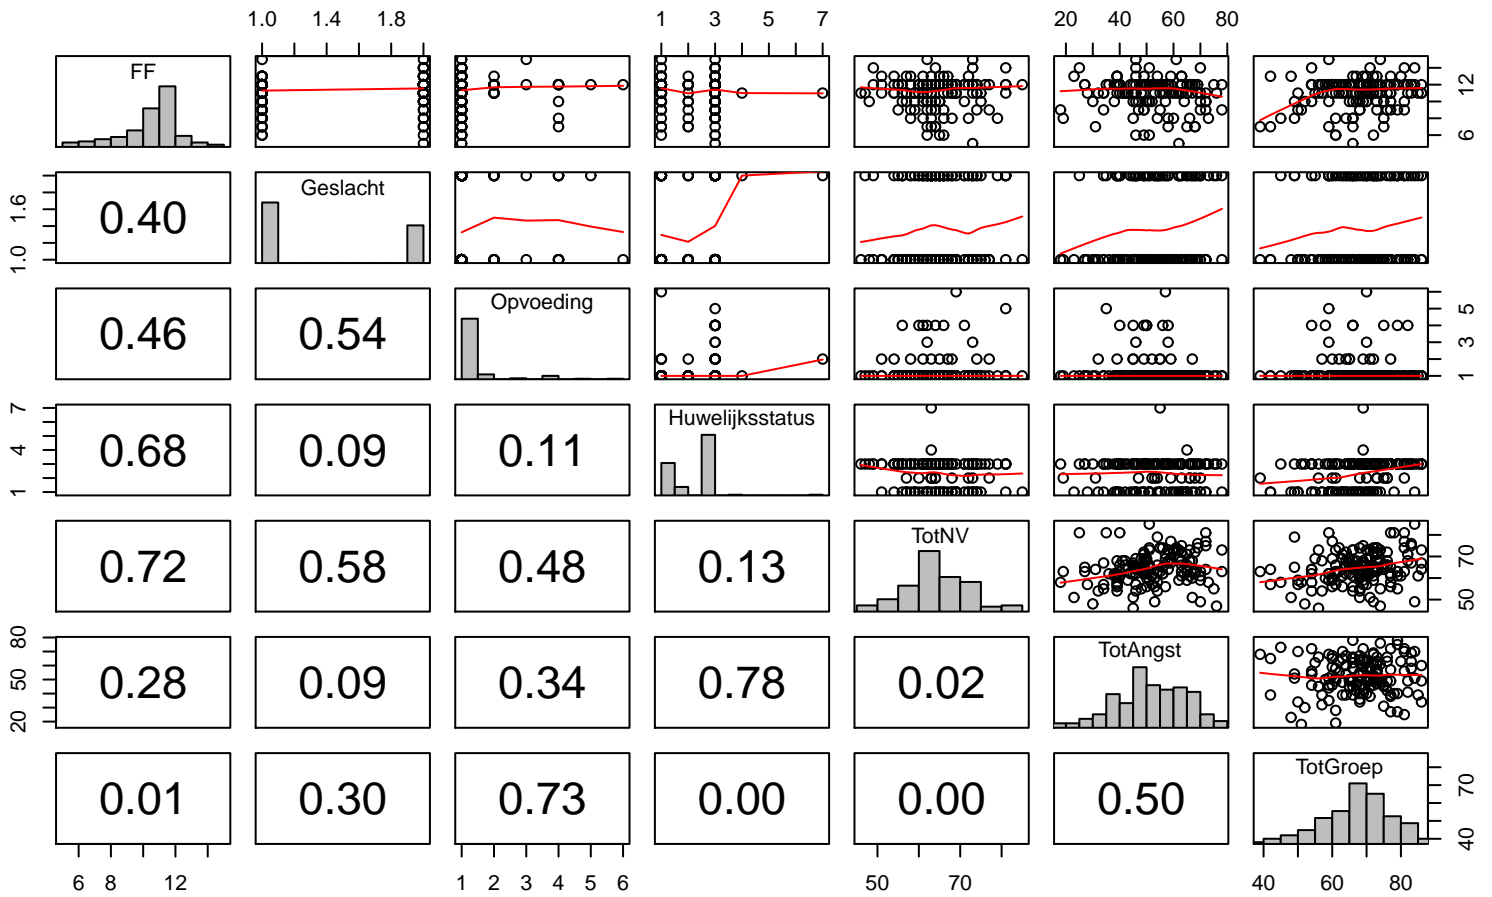 1.0 1.4 1.8 1 3 5 7 20 40 60 80
FF 6 12
0.40 Geslacht 1.0 1.6
0.46 0.54 Opvoeding 1 3 5
1 4 7 0.68 0.09 0.11 Huwelijksstatus
0.72 0.58 0.48 0.13 TotNV 50 70
20 50 80 0.28 0.09 0.34 0.78 0.02 TotAngst
0.01 0.30 0.73 0.00 0.00 0.50 TotGroep 40 70
6 8 12 1 2 3 4 5 6 50 70 40 60 80